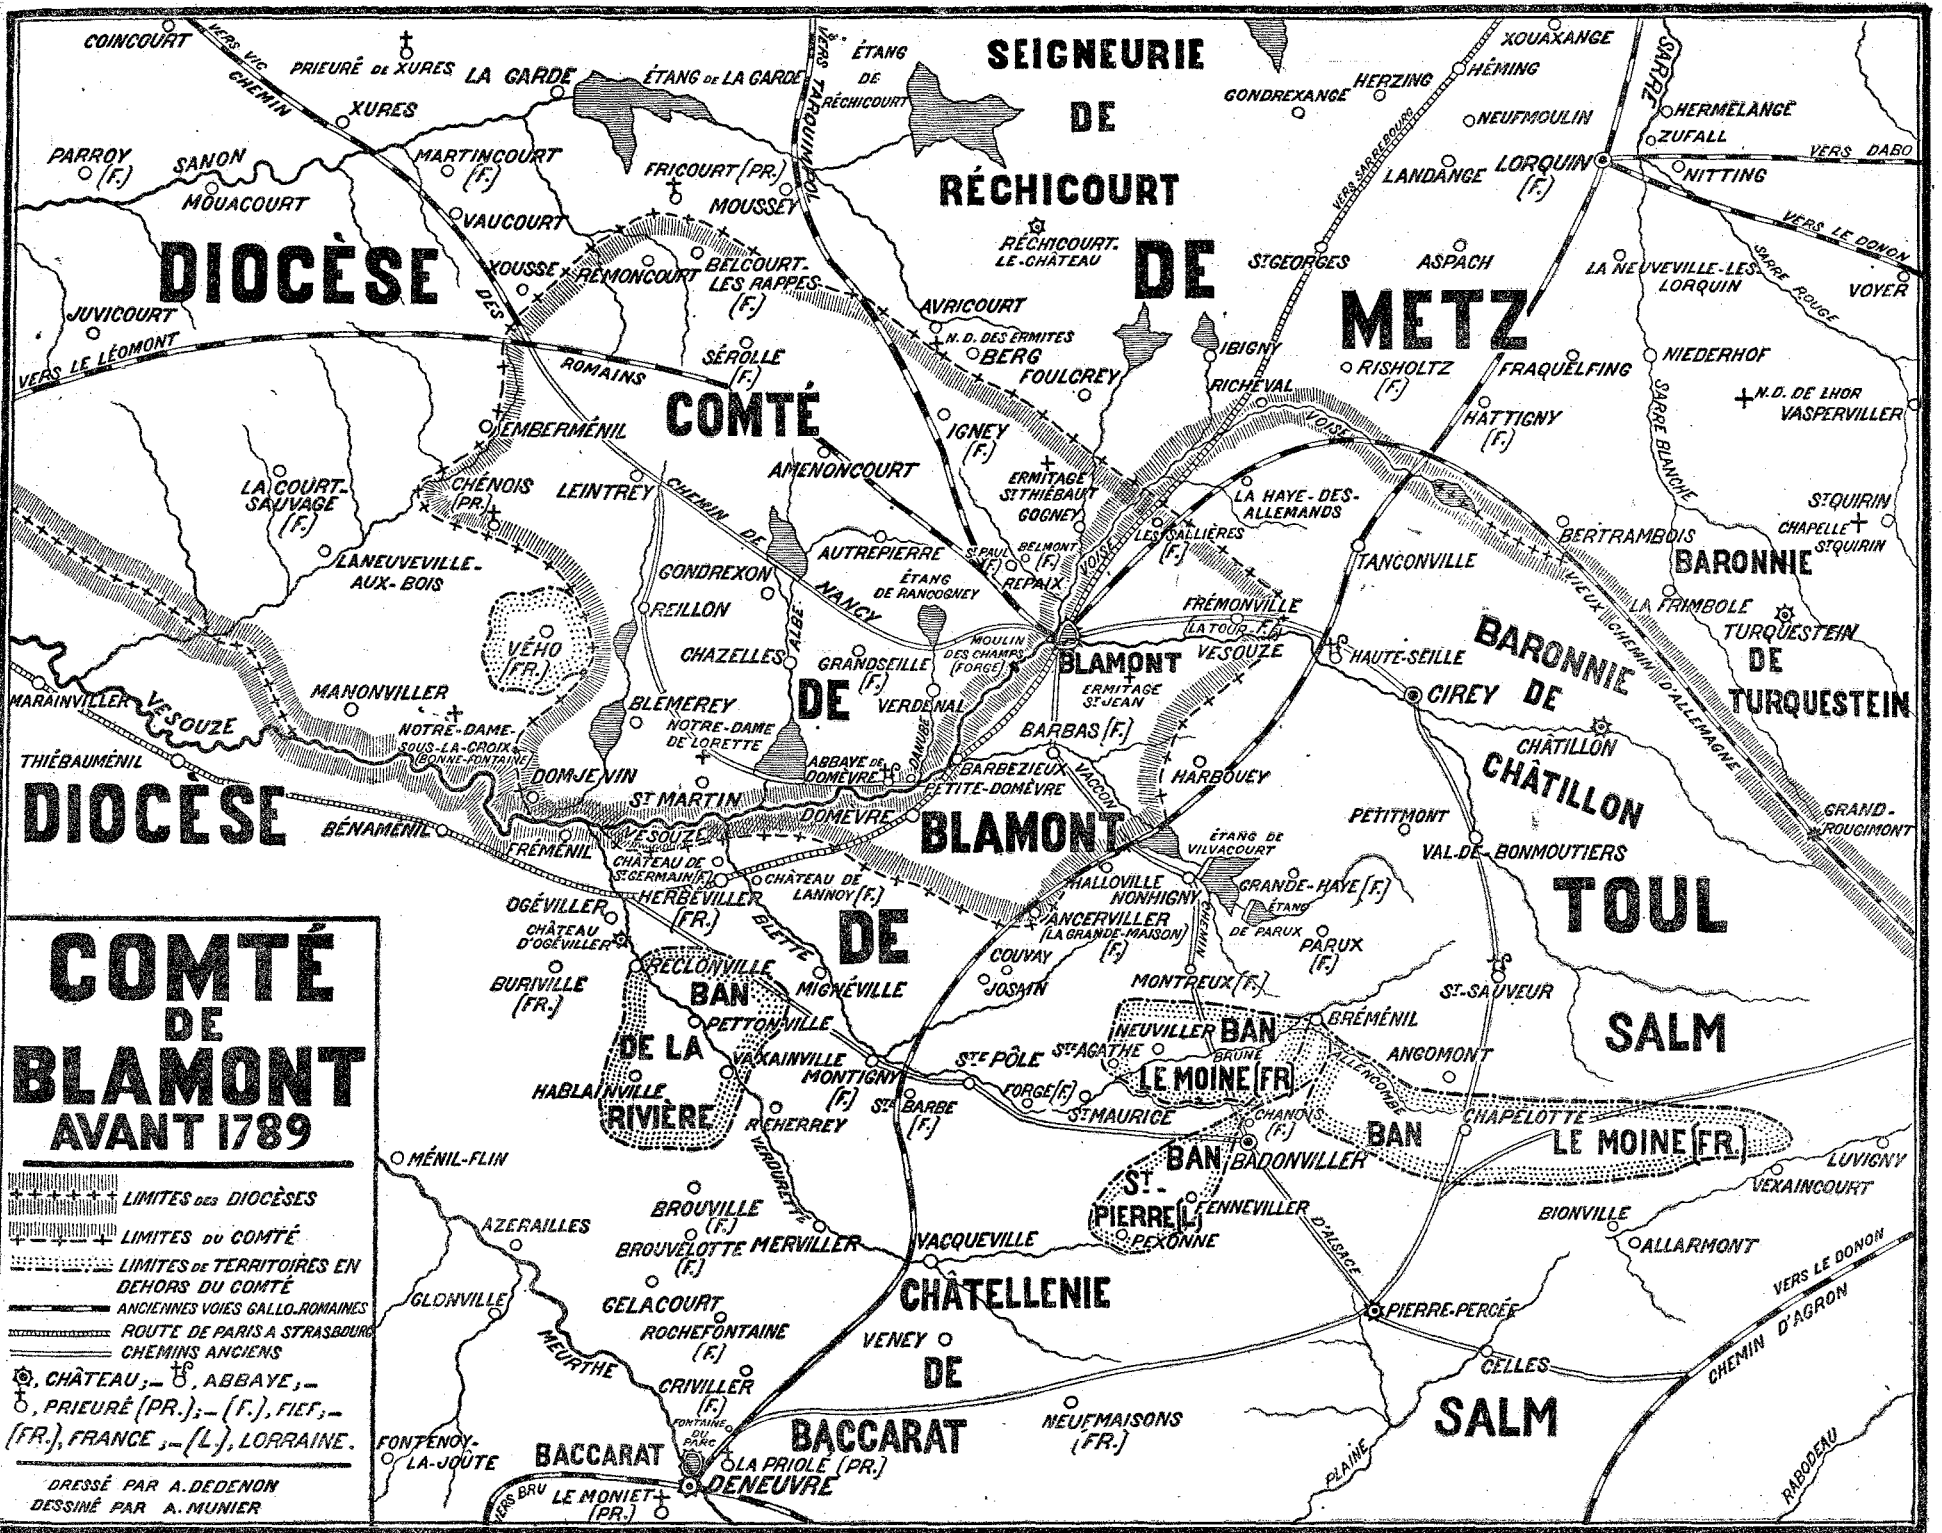 COINCOURT
VERS VIC
CHEMIN
PRIEURÉ DE XURES
LA GARDE
ÉTANG DE LA GARDE
VERS TARQUIMPOL
ÉTANG
DE
RÉCHICOURT
SEIGNEURIE
DE
RÉCHICOURT
XOUAXANGE
HÉMING
HERZING
GONDREXANGE
NEUFMOULIN
VERS SARREBOURG
SARRE
HERMELANGE
ZUFALL
VERS DABO
XURES
PARROY
(F.)
SANON
MOUACOURT
MARTINCOURT
(F.)
VAUCOURT
FRICOURT (PR.)
MOUSSEY
LANDANGE
LORQUIN
(F.)
NITTING
VERS LE DONON
RÉCHICOURT-
LE-CHÂTEAU
DIOCÈSE
DE
METZ
XOUSSE
RÉMONCOURT
BELCOURT-
LES RAPPES
(F.)
ST GEORGES
ASPACH
LA NEUVEVILLE-LES-
LORQUIN
SARRE ROUGE
VOYER
JUVICOURT
VERS LE LÉOMONT
DES
ROMAINS
AVRICOURT
N.D. DES ERMITES
BERG
FOULCREY
IBIGNY
RICHEVAL
RISHOLTZ
(F.)
FRAQUELFING
NIEDERHOF
SÉROLLE
(F.)
COMTÉ
HATTIGNY
(F.)
N.D. DE LHOR
VASPERVILLER
SARRE BLANCHE
EMBERMÉNIL
IGNEY
(F.)
VOISE
AMENONCOURT
LA COURT-
SAUVAGE
(F.)
CHÉNOIS
(PR.)
LEINTREY
CHEMIN DE
NANCY
ERMITAGE
ST THIÉBAUT
GOGNEY
LA HAYE-DES-
ALLEMANDS
LES SALLIÈRES
(F.)
ST QUIRIN
CHAPELLE
ST QUIRIN
BERTRAMBOIS
LANEUVEVILLE-
AUX-BOIS
AUTREPIERRE
ST PAUL
(F.)
BELMONT
(F.)
REPAIX
VOISE
TANCONVILLE
BARONNIE
DE
TURQUESTEIN
GONDREXON
ÉTANG
DE RANCOGNEY
REILLON
ALBE
FRÉMONVILLE
LA TOUR-F.
VESOUZE
VIEUX CHEMIN D'ALLEMAGNE
LA FRIMBOLE
TURQUESTEIN
VÉHO
(FR.)
CHAZELLES
GRANDSEILLE
(F.)
MOULIN
DES CHAMPS
(FORGE)
BLAMONT
ERMITAGE
ST JEAN
HAUTE-SEILLE
BARONNIE
DE
CHÂTILLON
CIREY
MARAINVILLER
VESOUZE
MANONVILLER
NOTRE-DAME-
SOUS-LA-CROIX
(BONNE-FONTAINE)
BLEMEREY
NOTRE-DAME
DE LORETTE
DE
VERDENAL
DANUBE
BARBAS (F.)
CHÂTILLON
THIÉBAUMÉNIL
DOMJEVIN
ABBAYE DE
DOMÈVRE
BARBEZIEUX
PETITE-DOMÈVRE
VACCON
HARBOUEY
DIOCÈSE
ST MARTIN
DOMÈVRE
BLAMONT
PETITMONT
GRAND-
ROUGIMONT
BÉNAMÉNIL
FRÉMÉNIL
VESOUZE
CHÂTEAU DE
ST GERMAIN (F.)
CHÂTEAU DE
LANNOY (F.)
ÉTANG DE
VILVACOURT
VAL-DE-BONMOUTIERS
HALLOVILLE
NONHIGNY
GRANDE-HAYE (F.)
OGÉVILLER
CHÂTEAU
D'OGÉVILLER
HERBÉVILLER
(FR.)
BLETTE
DE
ANCERVILLER
(LA GRANDE-MAISON)
(F.)
CHEMIN
ÉTANG
DE PARUX
PARUX
(F.)
TOUL
BURIVILLE
(FR.)
RECLONVILLE
BAN
DE LA
RIVIÈRE
MIGNÉVILLE
COUVAY
JOSAIN
MONTREUX (F.)
ST-SAUVEUR
PETTONVILLE
VAXAINVILLE
HABLAINVILLE
MONTIGNY
(F.)
STE PÔLE
STE AGATHE
NEUVILLER
BAN
BRUNE
LE MOINE (FR)
BRÉMÉNIL
ALLENCOMBE
ANGOMONT
SALM
REHERREY
STE BARBE
(F.)
FORGE (F.)
ST MAURICE
CHANOIS
(F.)
CHAPELOTTE
BAN
LE MOINE (FR.)
BAN
ST-
PIERRE (L)
BADONVILLER
LUVIGNY
VEXAINCOURT
MÉNIL-FLIN
VERDURETTE
FENNEVILLER
PEXONNE
D'ALSACE
BIONVILLE
ALLARMONT
AZERAILLES
BROUVILLE
(F.)
BROUVELOTTE
(F.)
MERVILLER
VACQUEVILLE
CHÂTELLENIE
DE
BACCARAT
VERS LE DONON
CHEMIN D'AGRON
GLONVILLE
MEURTHE
GÉLACOURT
ROCHEFONTAINE
(F.)
VENEY
PIERRE-PERCÉE
CELLES
CRIVILLER
(F.)
FONTAINE
DU
PARC
NEUFMAISONS
(FR.)
SALM
PLAINE
RABODEAU
FONTENOY-
LA-JOÛTE
BACCARAT
LA PRIOLE (PR.)
DENEUVRE
VERS BRU
LE MONIET
(PR.)
COMTÉ
DE
BLAMONT
AVANT 1789
LIMITES DES DIOCÈSES
LIMITES DU COMTÉ
LIMITES DE TERRITOIRES EN
DEHORS DU COMTÉ
ANCIENNES VOIES GALLO-ROMAINES
ROUTE DE PARIS A STRASBOURG
CHEMINS ANCIENS
, CHÂTEAU;– , ABBAYE;–
, PRIEURÉ (PR.);– (F.), FIEF;–
(FR.), FRANCE ;– (L.), LORRAINE.
DRESSÉ PAR A. DEDENON
DESSINÉ PAR A. MUNIER